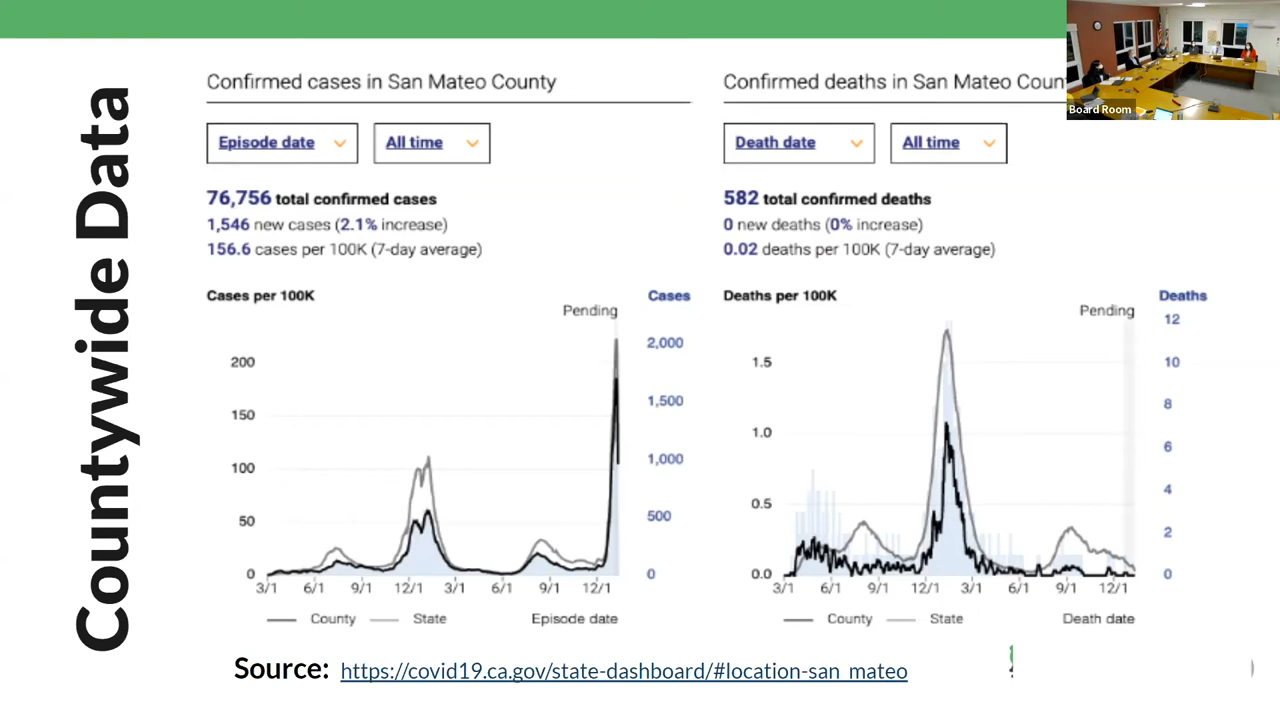 Countywide Data
Confirmed cases in San Mateo County
Episode date
All time
76,756 total confirmed cases
1,546 new cases (2.1% increase)
156.6 cases per 100K (7-day average)
Cases per 100K
Cases
Pending
200
150
100
50
0
2,000
1,500
1,000
500
0
3/1 6/1 9/1 12/1 3/1 6/1 9/1 12/1
County State Episode date
Confirmed deaths in San Mateo
Death date
All time
582 total confirmed deaths
0 new deaths (0% increase)
0.02 deaths per 100K (7-day average)
Deaths per 100K
Deaths
Pending
1.5
1.0
0.5
0.0
12
10
8
6
4
2
0
3/1 6/1 9/1 12/1 3/1 6/1 9/1 12/1
County State Death date
Source: https://covid19.ca.gov/state-dashboard/#location-san_mateo
Board Room